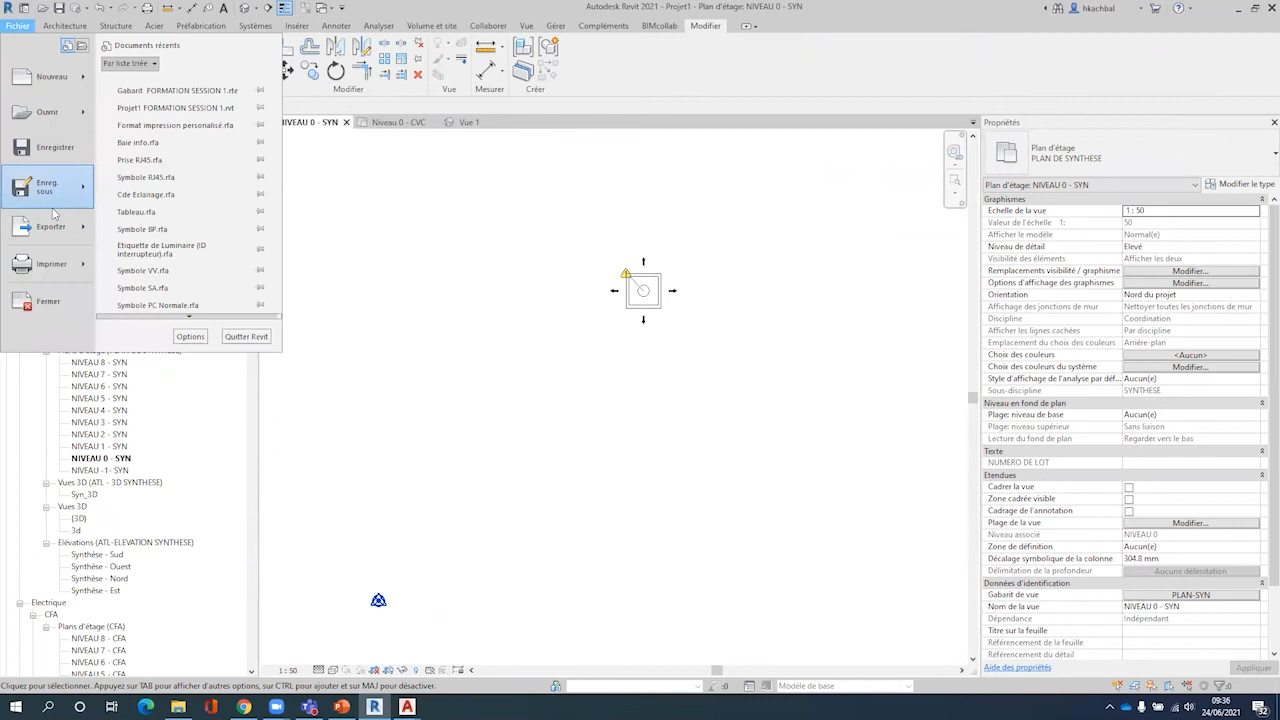 Autodesk Revit 2021 - Projet1 - Plan d'étage: NIVEAU 0 - SYN
hkachbal
Fichier Architecture Structure Acier Préfabrication Systèmes Insérer Annoter Analyser Volume et site Collaborer Vue Gérer Compléments BIMcollab Modifier
Modifier Vue Mesurer Créer
Documents récents
Par liste triée
Nouveau
Ouvrir
Enregistrer
Enreg.
sous
Exporter
Imprimer
Fermer
Gabarit FORMATION SESSION 1.rte
Projet1 FORMATION SESSION 1.rvt
Format impression personalisé.rfa
Baie info.rfa
Prise RJ45.rfa
Symbole RJ45.rfa
Cde Eclairage.rfa
Tableau.rfa
Symbole BP.rfa
Etiquette de Luminaire (ID
interrupteur).rfa
Symbole VV.rfa
Symbole SA.rfa
Symbole PC Normale.rfa
Options Quitter Revit
NIVEAU 0 - SYN Niveau 0 - CVC Vue 1
NIVEAU 8 - SYN
NIVEAU 7 - SYN
NIVEAU 6 - SYN
NIVEAU 5 - SYN
NIVEAU 4 - SYN
NIVEAU 3 - SYN
NIVEAU 2 - SYN
NIVEAU 1 - SYN
NIVEAU 0 - SYN
NIVEAU -1- SYN
Vues 3D (ATL - 3D SYNTHESE)
Syn_3D
Vues 3D
{3D}
3d
Elévations (ATL-ELEVATION SYNTHESE)
Synthèse - Sud
Synthèse - Ouest
Synthèse - Nord
Synthèse - Est
Electrique
CFA
Plans d'étage (CFA)
NIVEAU 8 - CFA
NIVEAU 7 - CFA
NIVEAU 6 - CFA
NIVEAU 5 - CFA
Propriétés
Plan d'étage
PLAN DE SYNTHESE
Plan d'étage: NIVEAU 0 - SYN Modifier le type
Graphismes
Echelle de la vue 1 : 50
Valeur de l'échelle 1: 50
Afficher le modèle Normal(e)
Niveau de détail Elevé
Visibilité des éléments Afficher les deux
Remplacements visibilité / graphisme Modifier...
Options d'affichage des graphismes Modifier...
Orientation Nord du projet
Affichage des jonctions de mur Nettoyer toutes les jonctions de mur
Discipline Coordination
Afficher les lignes cachées Par discipline
Emplacement du choix des couleurs Arrière-plan
Choix des couleurs <Aucun>
Choix des couleurs du système Modifier...
Style d'affichage de l'analyse par déf... Aucun(e)
Sous-discipline SYNTHESE
Niveau en fond de plan
Plage: niveau de base Aucun(e)
Plage: niveau supérieur Sans liaison
Lecture du fond de plan Regarder vers le bas
Texte
NUMERO DE LOT
Etendues
Cadrer la vue
Zone cadrée visible
Cadrage de l'annotation
Plage de la vue Modifier...
Niveau associé NIVEAU 0
Zone de définition Aucun(e)
Décalage symbolique de la colonne 304.8 mm
Délimitation de la profondeur Aucune délimitation
Données d'identification
Gabarit de vue PLAN-SYN
Nom de la vue NIVEAU 0 - SYN
Dépendance Indépendant
Titre sur la feuille
Référencement de la feuille
Référencement du détail
Aide des propriétés Appliquer
1 : 50
Cliquez pour sélectionner. Appuyez sur TAB pour afficher d'autres options, sur CTRL pour ajouter et sur MAJ pour désactiver.
:0 Modèle de base :0
09:36
24/06/2021